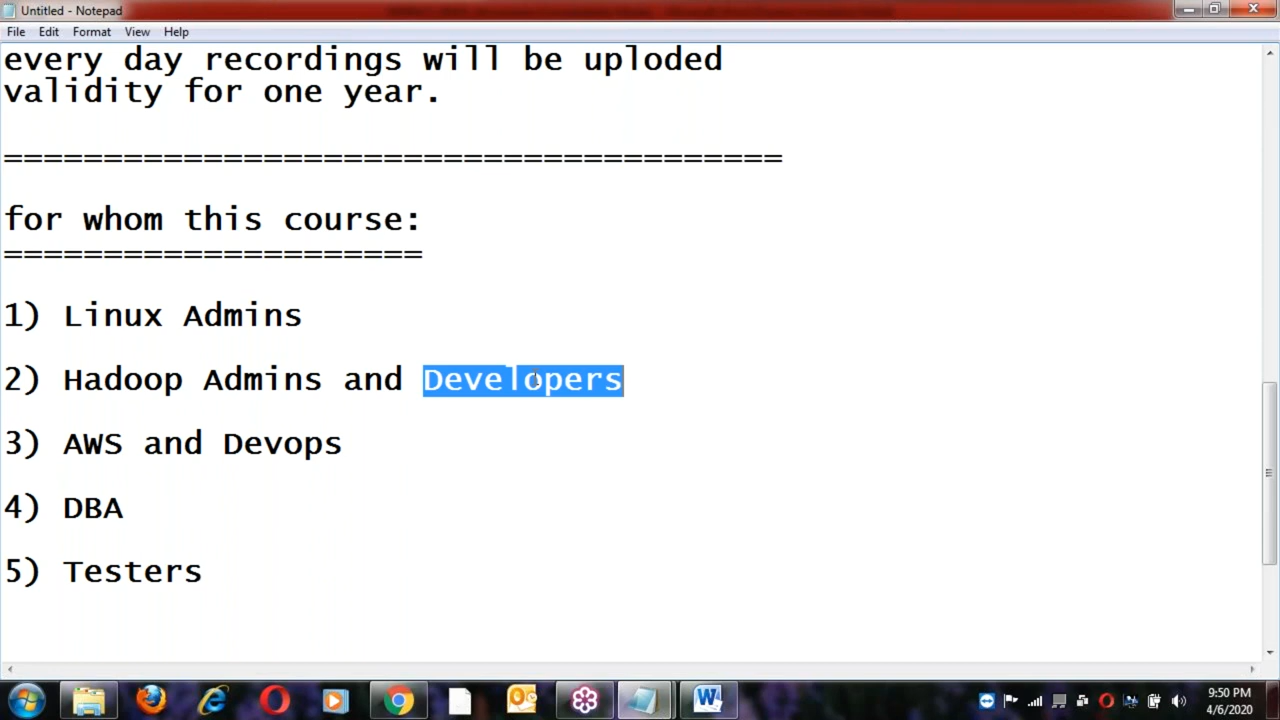 Untitled - Notepad
File Edit Format View Help
every day recordings will be uploded
validity for one year.
=======================================
for whom this course:
=====================
1) Linux Admins
2) Hadoop Admins and Developers
3) AWS and Devops
4) DBA
5) Testers
9:50 PM
4/6/2020